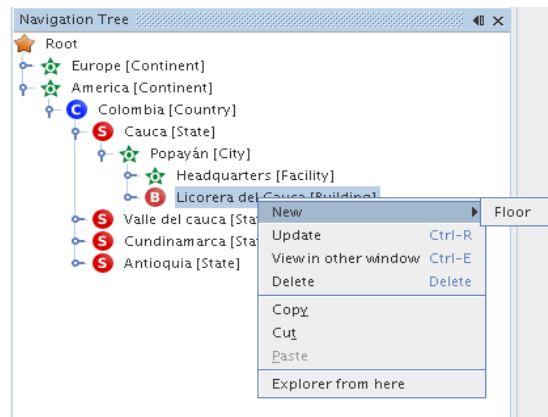 Navigation Tree
Root
Europe [Continent]
America [Continent]
C Colombia [Country]
S Cauca [State]
Popayán [City]
Headquarters [Facility]
B Licorera del Cauca [Building]
New Floor
S Valle del cauca [Sta
Update Ctrl-R
S Cundinamarca [Sta
View in other window Ctrl-E
S Antioquia [State]
Delete Delete
Copy
Cut
Paste
Explorer from here